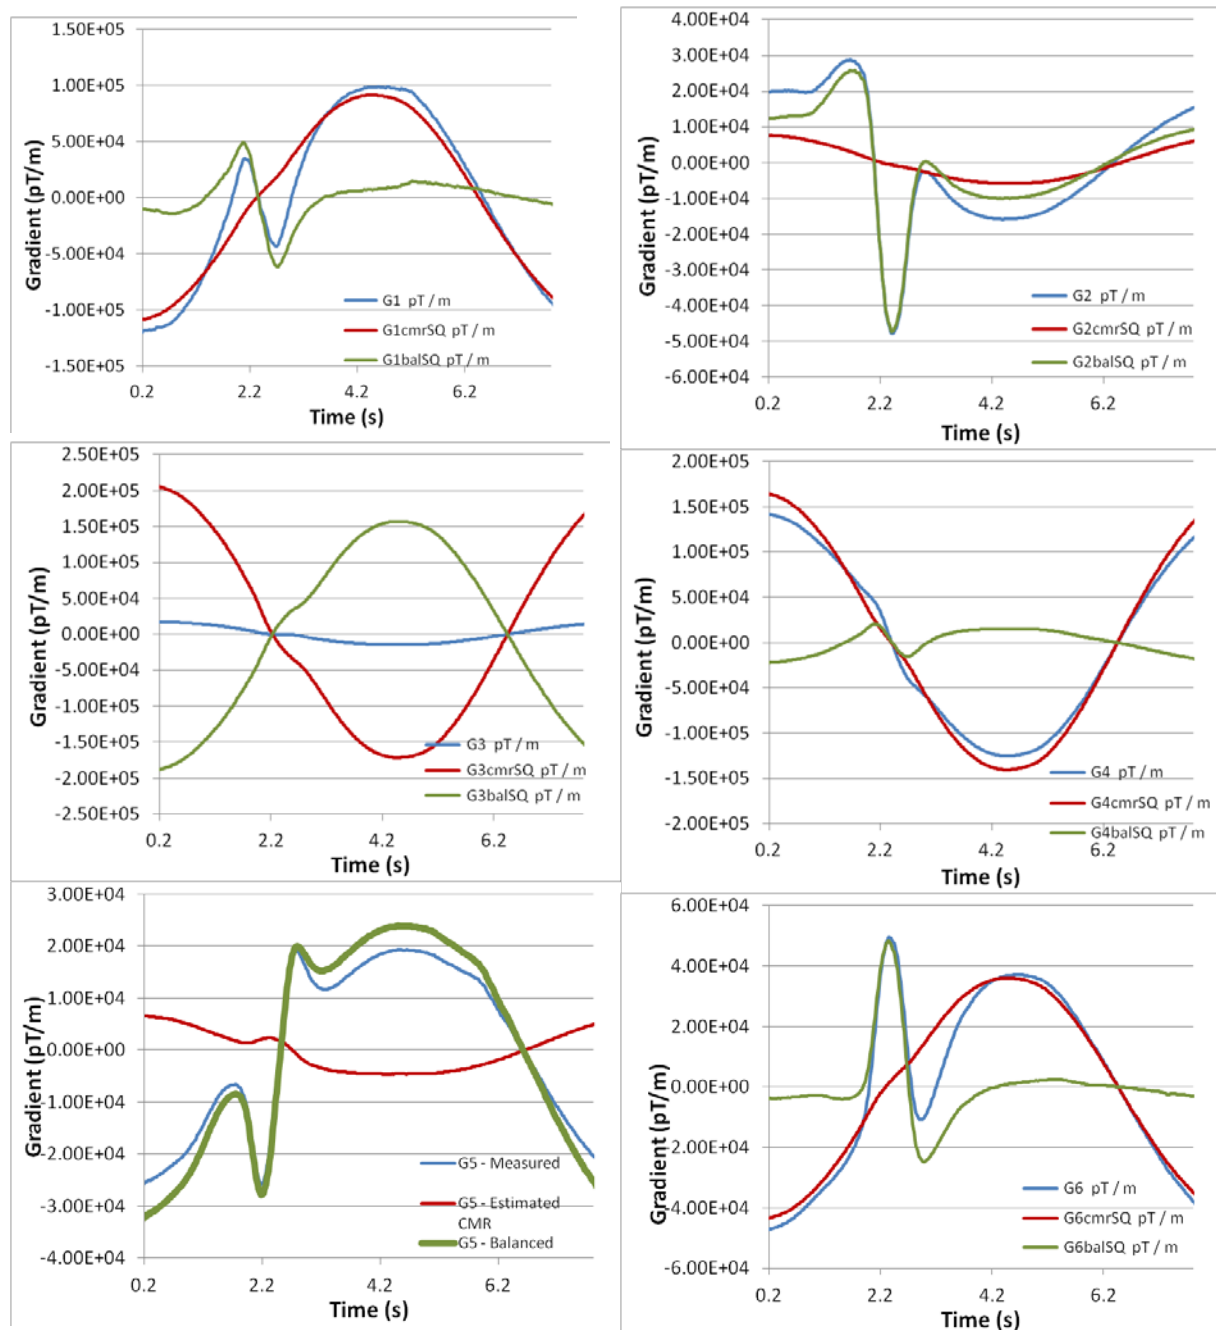 1.50E+05
1.00E+05
5.00E+04
0.00E+00
-5.00E+04
-1.00E+05
-1.50E+05
Gradient (pT/m)
G1 pT / m
G1cmrSQ pT / m
G1balSQ pT / m
0.2 2.2 4.2 6.2
Time (s)
4.00E+04
3.00E+04
2.00E+04
1.00E+04
0.00E+00
-1.00E+04
-2.00E+04
-3.00E+04
-4.00E+04
-5.00E+04
-6.00E+04
Gradient (pT/m)
G2 pT / m
G2cmrSQ pT / m
G2balSQ pT / m
0.2 2.2 4.2 6.2
Time (s)
2.50E+05
2.00E+05
1.50E+05
1.00E+05
5.00E+04
0.00E+00
-5.00E+04
-1.00E+05
-1.50E+05
-2.00E+05
-2.50E+05
Gradient (pT/m)
G3 pT / m
G3cmrSQ pT / m
G3balSQ pT / m
0.2 2.2 4.2 6.2
Time (s)
2.00E+05
1.50E+05
1.00E+05
5.00E+04
0.00E+00
-5.00E+04
-1.00E+05
-1.50E+05
-2.00E+05
Gradient (pT/m)
G4 pT / m
G4cmrSQ pT / m
G4balSQ pT / m
0.2 2.2 4.2 6.2
Time (s)
3.00E+04
2.00E+04
1.00E+04
0.00E+00
-1.00E+04
-2.00E+04
-3.00E+04
-4.00E+04
Gradient (pT/m)
G5 - Measured
G5 - Estimated
CMR
G5 - Balanced
0.2 2.2 4.2 6.2
Time (s)
6.00E+04
4.00E+04
2.00E+04
0.00E+00
-2.00E+04
-4.00E+04
-6.00E+04
Gradient (pT/m)
G6 pT / m
G6cmrSQ pT / m
G6balSQ pT / m
0.2 2.2 4.2 6.2
Time (s)